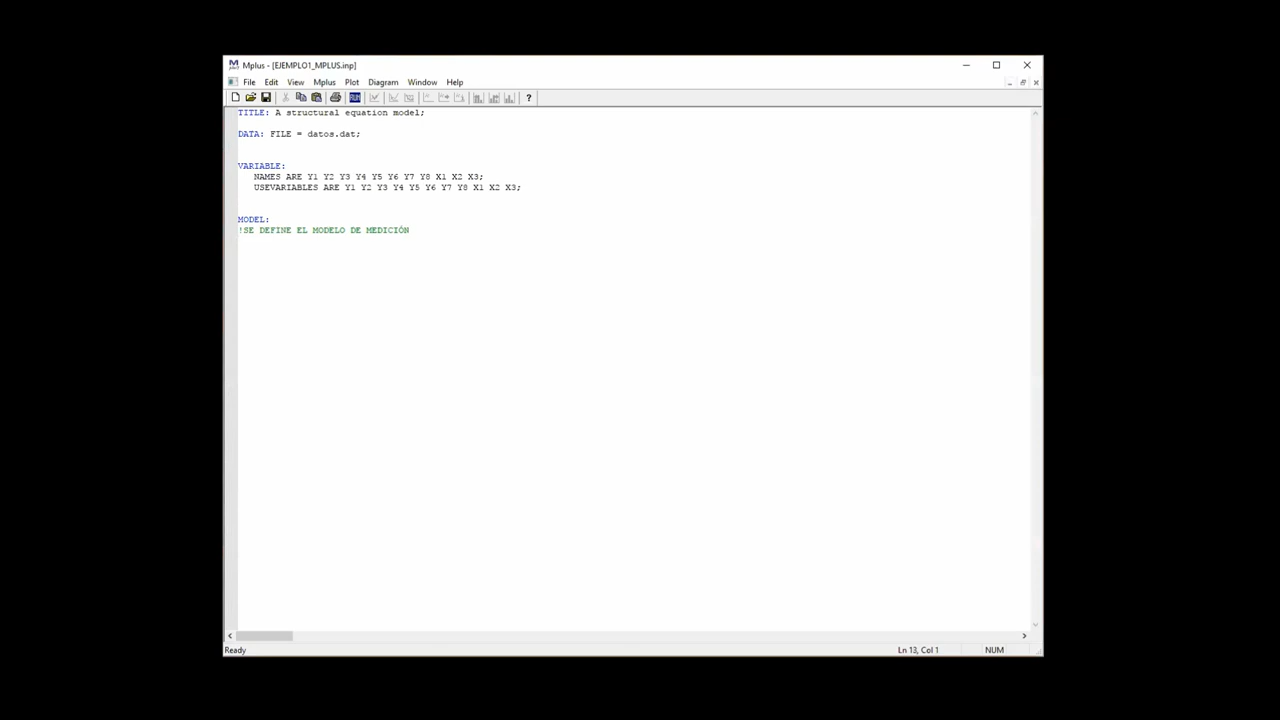 Mplus - [EJEMPLO1_MPLUS.inp]
File Edit View Mplus Plot Diagram Window Help
RUN ?
TITLE: A structural equation model;
DATA: FILE = datos.dat;
VARIABLE:
NAMES ARE Y1 Y2 Y3 Y4 Y5 Y6 Y7 Y8 X1 X2 X3;
USEVARIABLES ARE Y1 Y2 Y3 Y4 Y5 Y6 Y7 Y8 X1 X2 X3;
MODEL:
!SE DEFINE EL MODELO DE MEDICIÓN
Ready Ln 13, Col 1 NUM